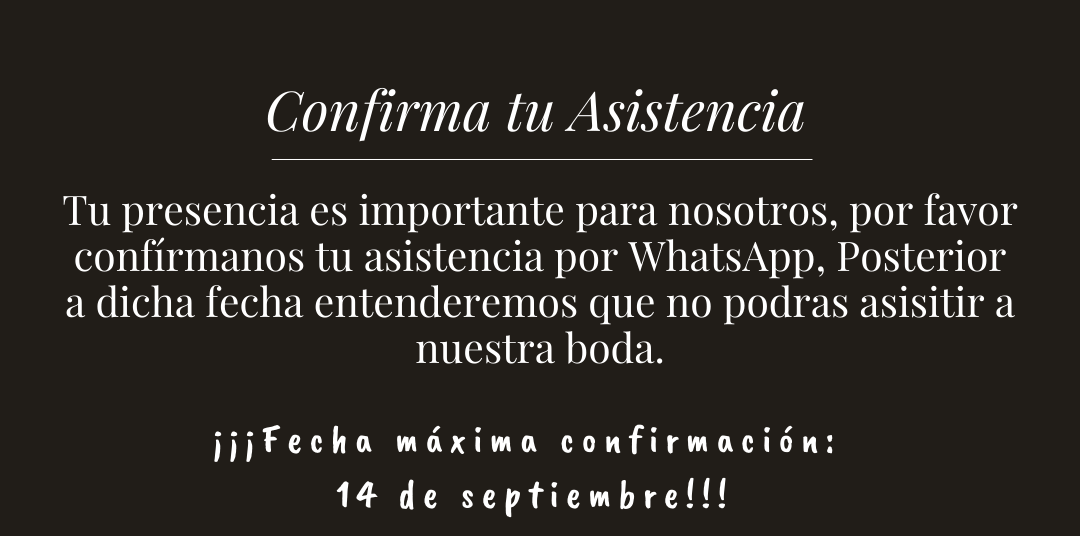 Confirma tu Asistencia
Tu presencia es importante para nosotros, por favor
confírmanos tu asistencia por WhatsApp, Posterior
a dicha fecha entenderemos que no podras asisitir a
nuestra boda.
¡¡¡Fecha máxima confirmación:
14 de septiembre!!!